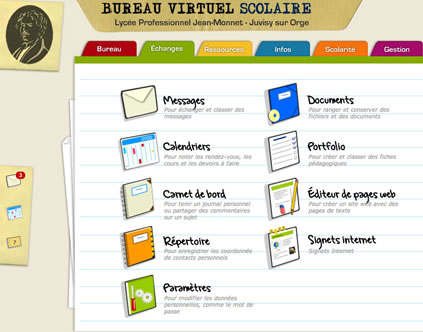 BUREAU VIRTUEL SCOLAIRE
Lycée Professionnel Jean-Monnet - Juvisy sur Orge
Bureau Échanges Ressources Infos Scolarité Gestion
Messages
Pour échanger et classer des
messages
Documents
Pour ranger et conserver des
fichiers et des documents
Calendriers
Pour noter les rendez-vous, les
cours et les devoirs à faire
Portfolio
Pour créer et classer des fiches
pédagogiques
3
Carnet de bord
Pour tenir un journal personnel
ou partager des commentaires
sur un sujet
Éditeur de pages web
Pour créer un site web avec des
pages de texte
Répertoire
Pour enregistrer les coordonnés
de contacts personnels
Signets internet
Signets Internet
?
Paramètres
Pour modifier les données
personnelles, comme le mot de
passe